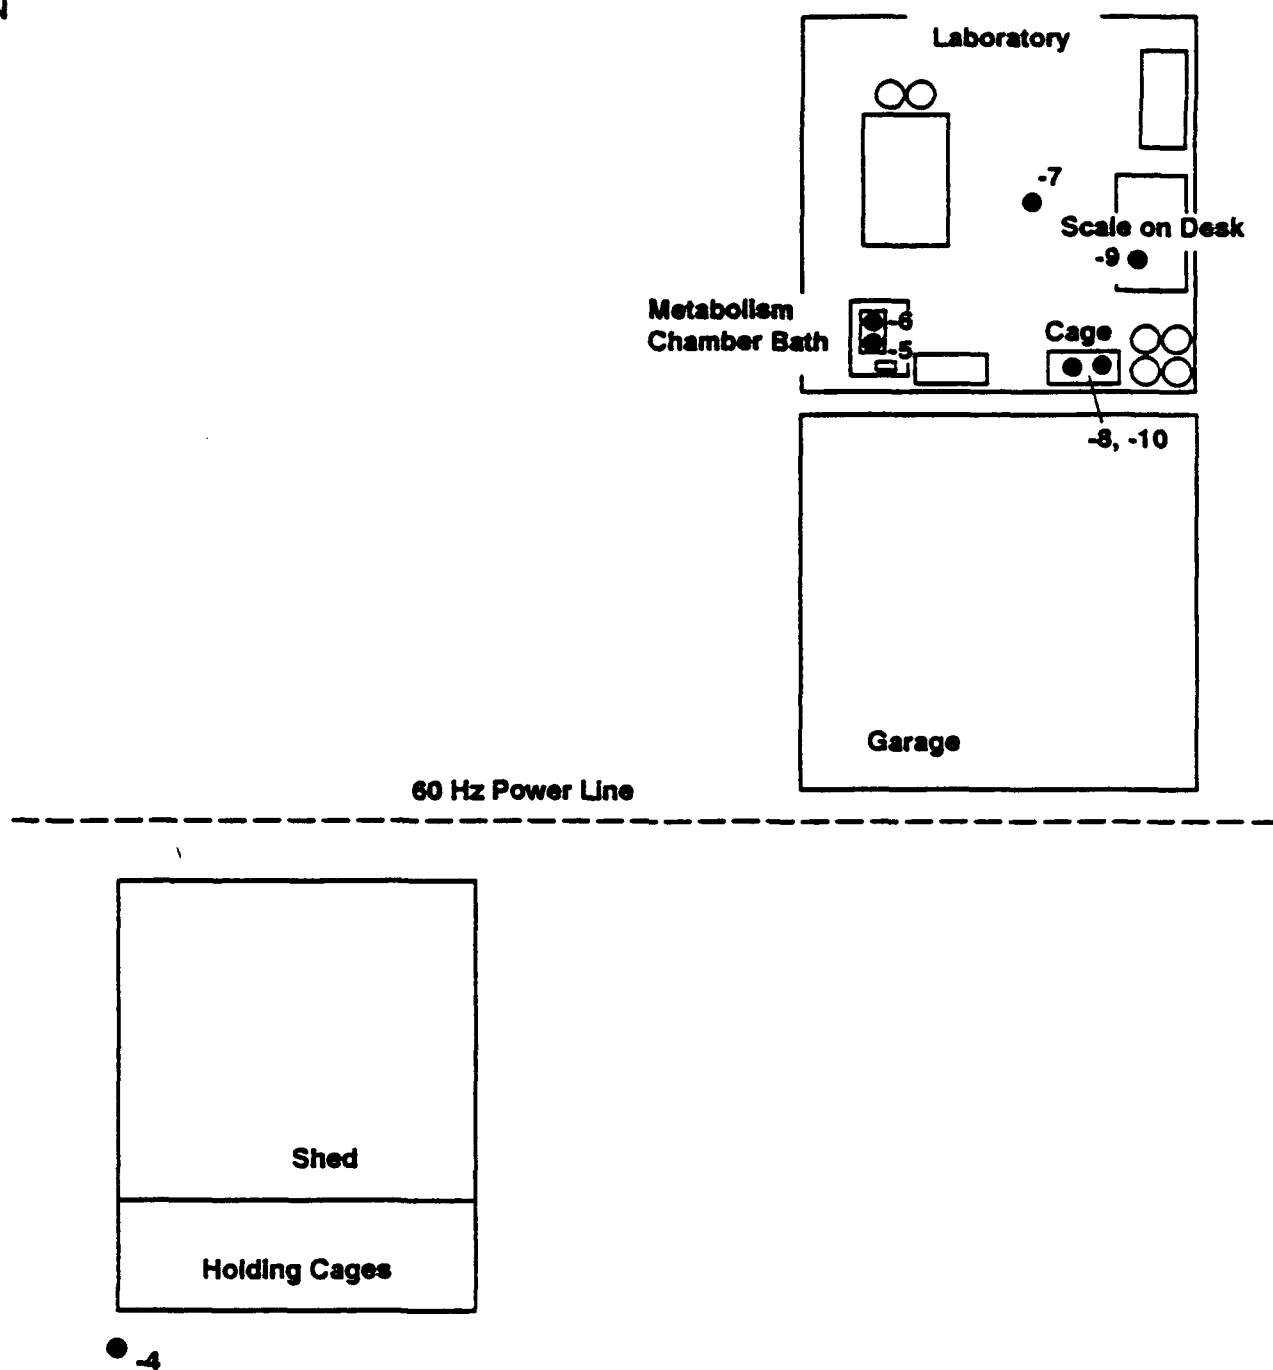 Laboratory
-7
Scale on Desk
-9
Metabolism
Chamber Bath
-6
-5
Cage
-8, -10
Garage
60 Hz Power Line
Shed
Holding Cages
-4